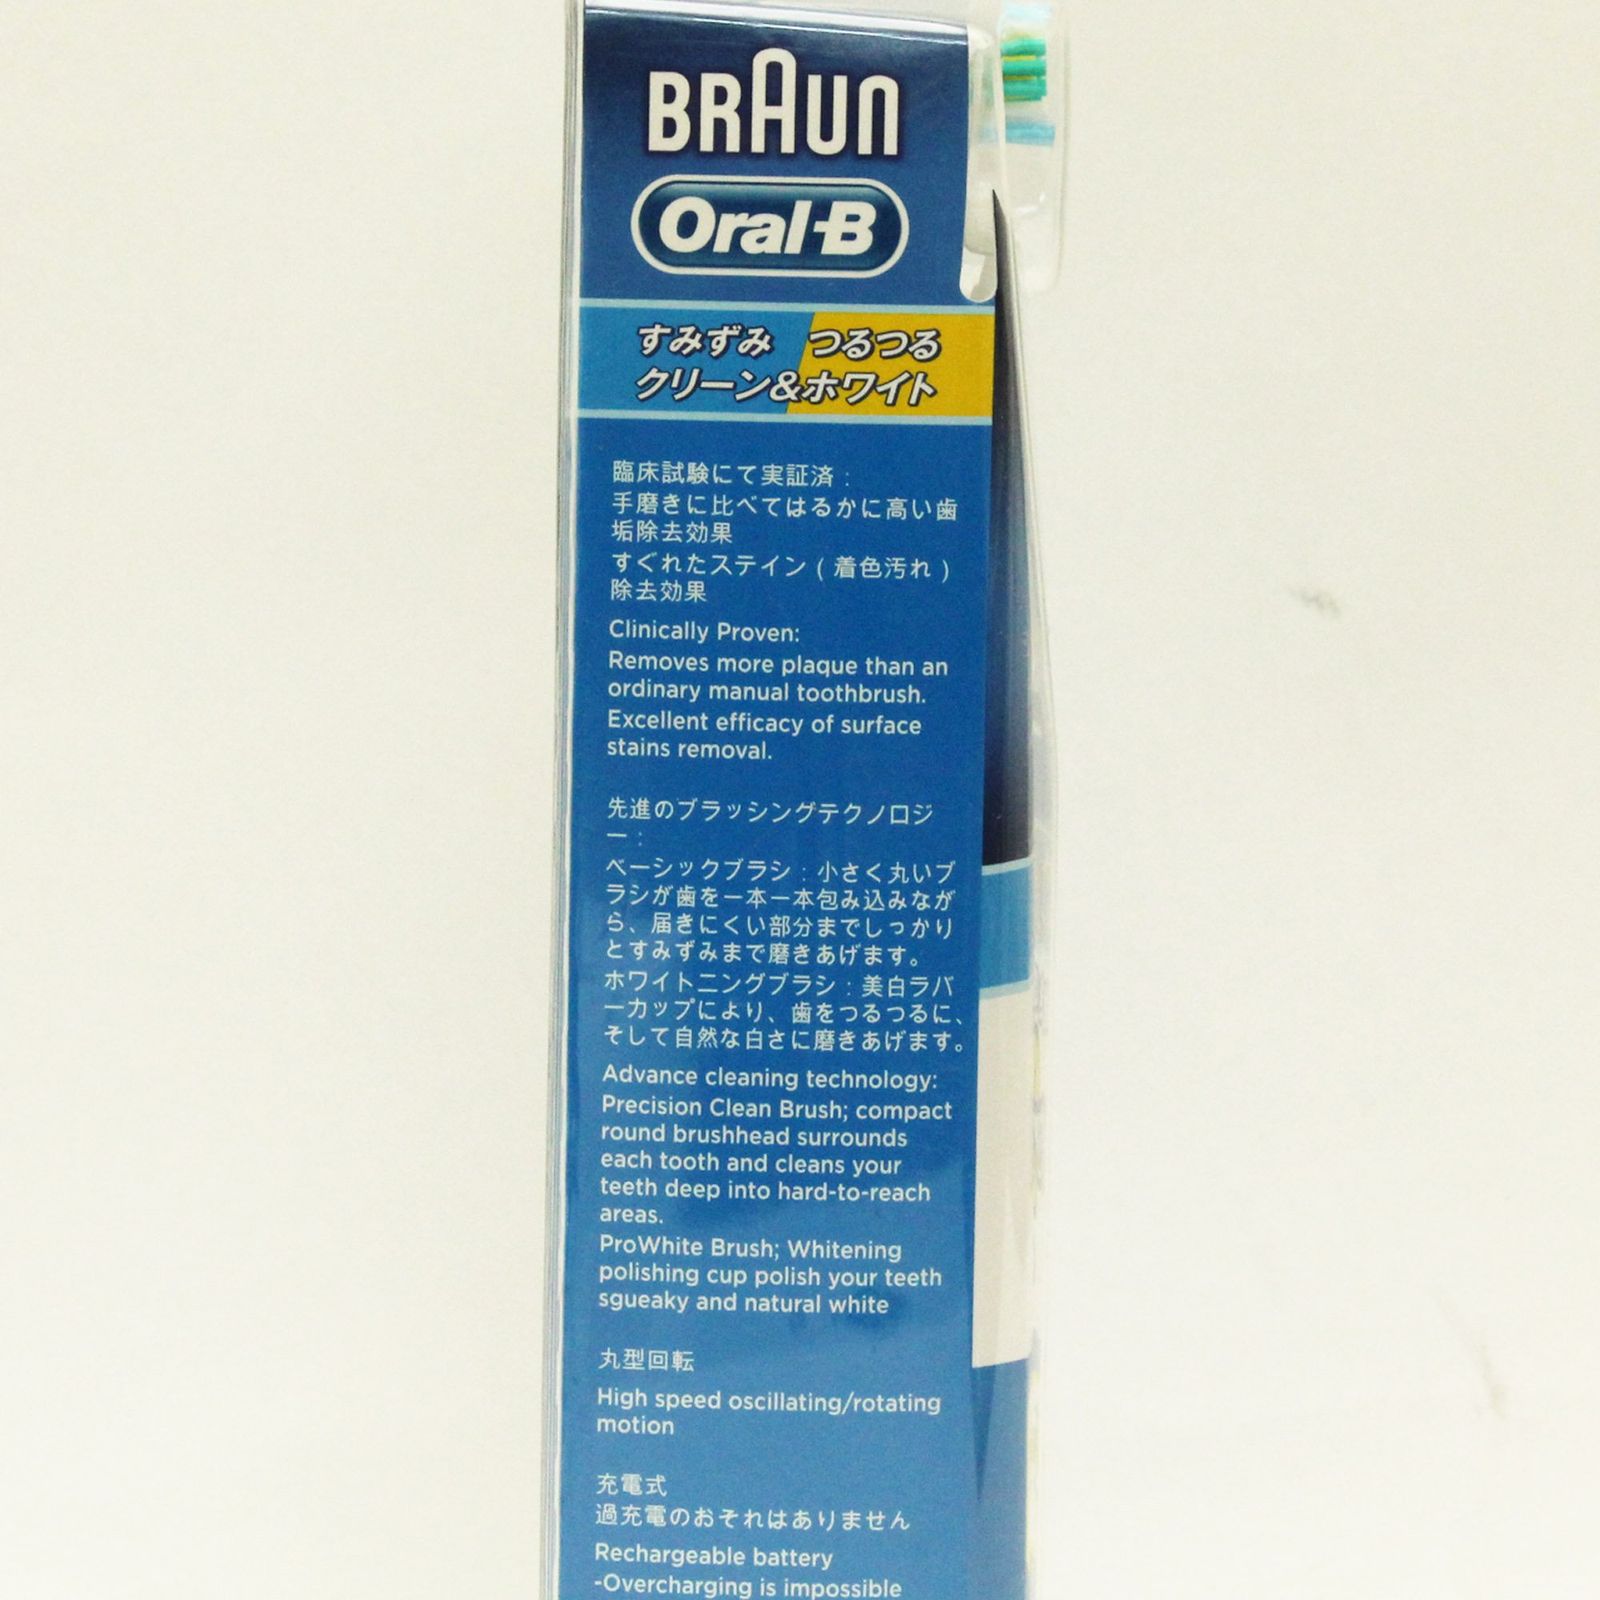 BRAUN
Oral-B
すみずみ つるつる
クリーン&ホワイト
臨床試験にて実証済:
手磨きに比べてはるかに高い歯
垢除去効果
すぐれたステイン(着色汚れ)
除去効果
Clinically Proven:
Removes more plaque than an
ordinary manual toothbrush.
Excellent efficacy of surface
stains removal.
先進のブラッシングテクノロジ
ー:
ベーシックブラシ:小さく丸いブ
ラシが歯を一本一本包み込みなが
ら、届きにくい部分までしっかり
とすみずみまで磨きあげます。
ホワイトニングブラシ:美白ラバ
ーカップにより、歯をつるつるに、
そして自然な白さに磨きあげます。
Advance cleaning technology:
Precision Clean Brush; compact
round brushhead surrounds
each tooth and cleans your
teeth deep into hard-to-reach
areas.
ProWhite Brush; Whitening
polishing cup polish your teeth
sgueaky and natural white
丸型回転
High speed oscillating/rotating
motion
充電式
過充電のおそれはありません
Rechargeable battery
-Overcharging is impossible